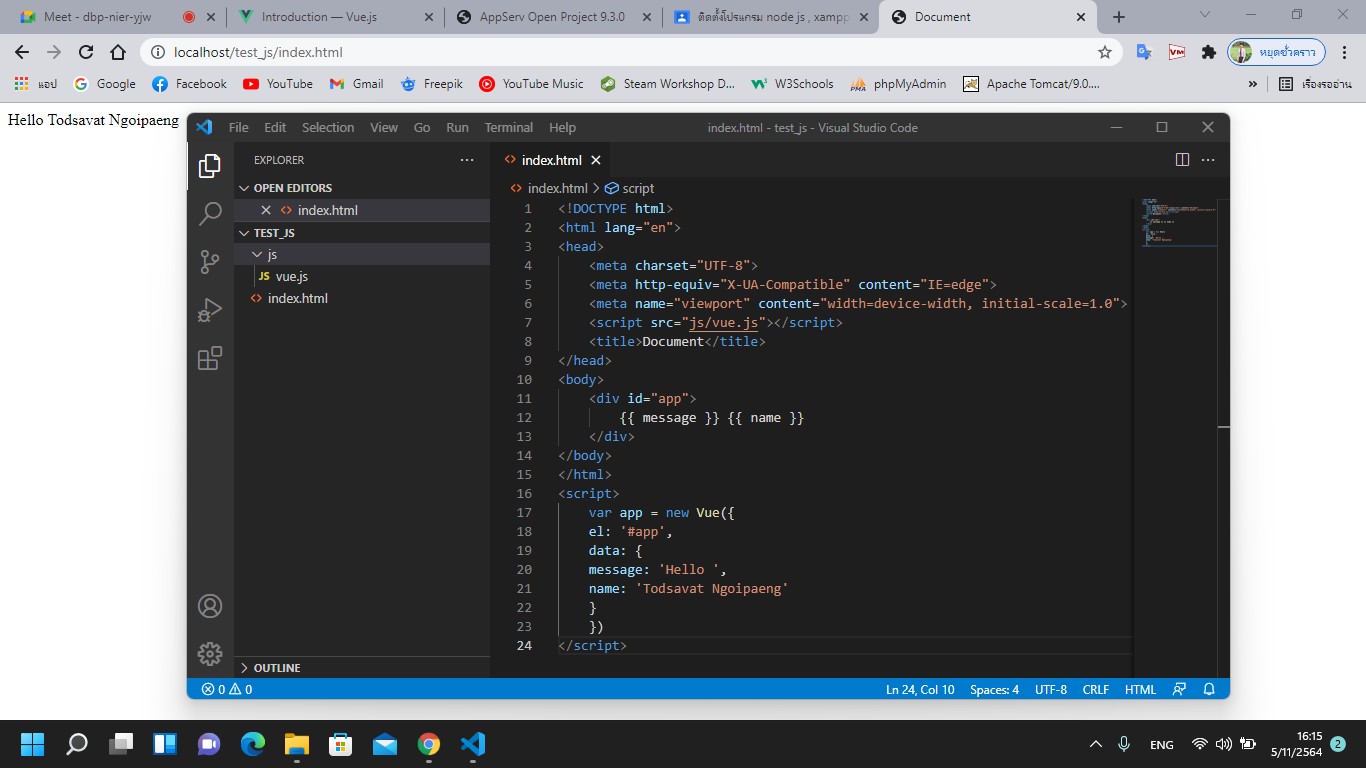 Meet - dbp-nier-yjw
Introduction — Vue.js
AppServ Open Project 9.3.0
ติดตั้งโปรแกรม node js , xampp
Document
localhost/test_js/index.html
หยุดชั่วคราว
แอป
Google
Facebook
YouTube
Gmail
Freepik
YouTube Music
Steam Workshop D...
W3Schools
phpMyAdmin
Apache Tomcat/9.0....
»
เรื่องรออ่าน
Hello Todsavat Ngoipaeng
File Edit Selection View Go Run Terminal Help
index.html - test_js - Visual Studio Code
EXPLORER
OPEN EDITORS
index.html
TEST_JS
js
JS vue.js
index.html
OUTLINE
index.html
index.html > script
1 <!DOCTYPE html>
2 <html lang="en">
3 <head>
4 <meta charset="UTF-8">
5 <meta http-equiv="X-UA-Compatible" content="IE=edge">
6 <meta name="viewport" content="width=device-width, initial-scale=1.0">
7 <script src="js/vue.js"></script>
8 <title>Document</title>
9 </head>
10 <body>
11 <div id="app">
12 {{ message }} {{ name }}
13 </div>
14 </body>
15 </html>
16 <script>
17 var app = new Vue({
18 el: '#app',
19 data: {
20 message: 'Hello ',
21 name: 'Todsavat Ngoipaeng'
22 }
23 })
24 </script>
0 0
Ln 24, Col 10 Spaces: 4 UTF-8 CRLF HTML
ENG
16:15
5/11/2564
2